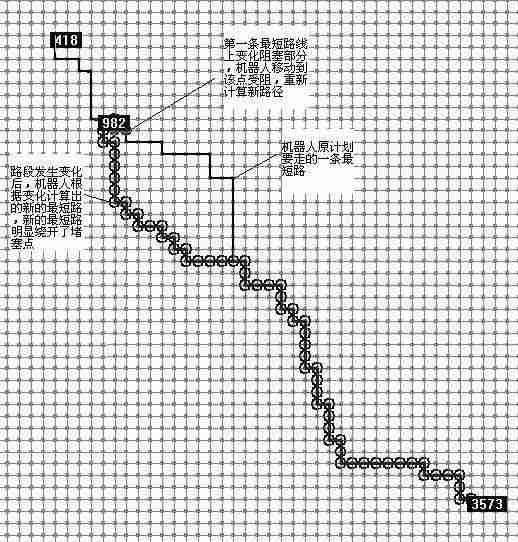 418
第一条最短路线
上变化阻塞部分
，机器人移动到
该点受阻,重新
计算新路径
982
机器人原计划
要走的一条最
短路
路段发生变化
后，机器人根
据变化计算出
的新的最短路
，新的最短路
明显绕开了堵
塞点
3573